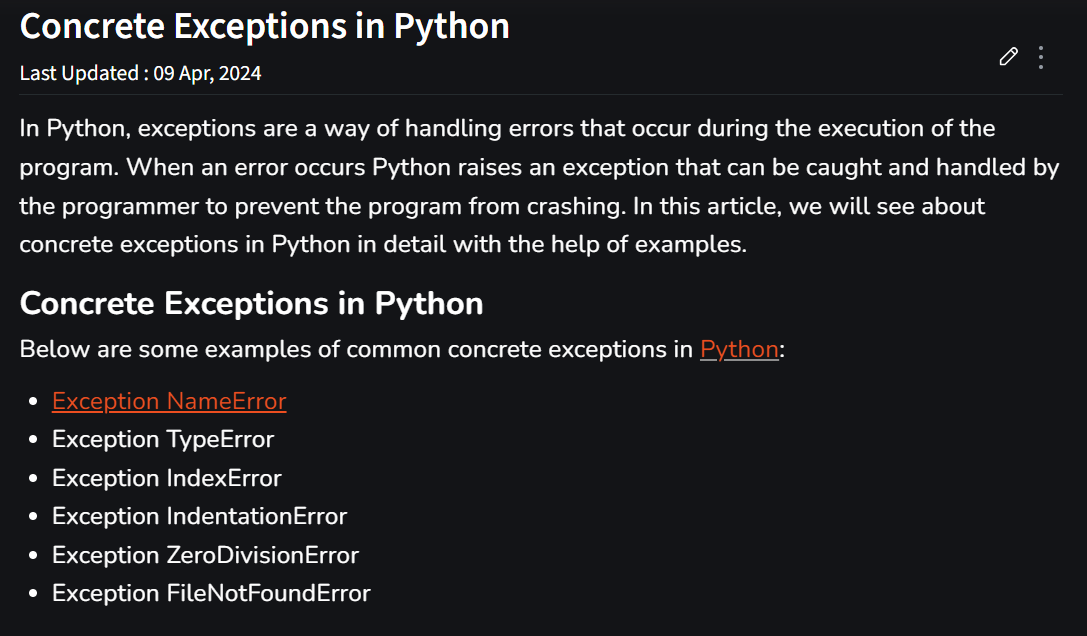 Concrete Exceptions in Python
Last Updated : 09 Apr, 2024
In Python, exceptions are a way of handling errors that occur during the execution of the
program. When an error occurs Python raises an exception that can be caught and handled by
the programmer to prevent the program from crashing. In this article, we will see about
concrete exceptions in Python in detail with the help of examples.
Concrete Exceptions in Python
Below are some examples of common concrete exceptions in Python:
• Exception NameError
• Exception TypeError
• Exception IndexError
• Exception IndentationError
• Exception ZeroDivisionError
• Exception FileNotFoundError